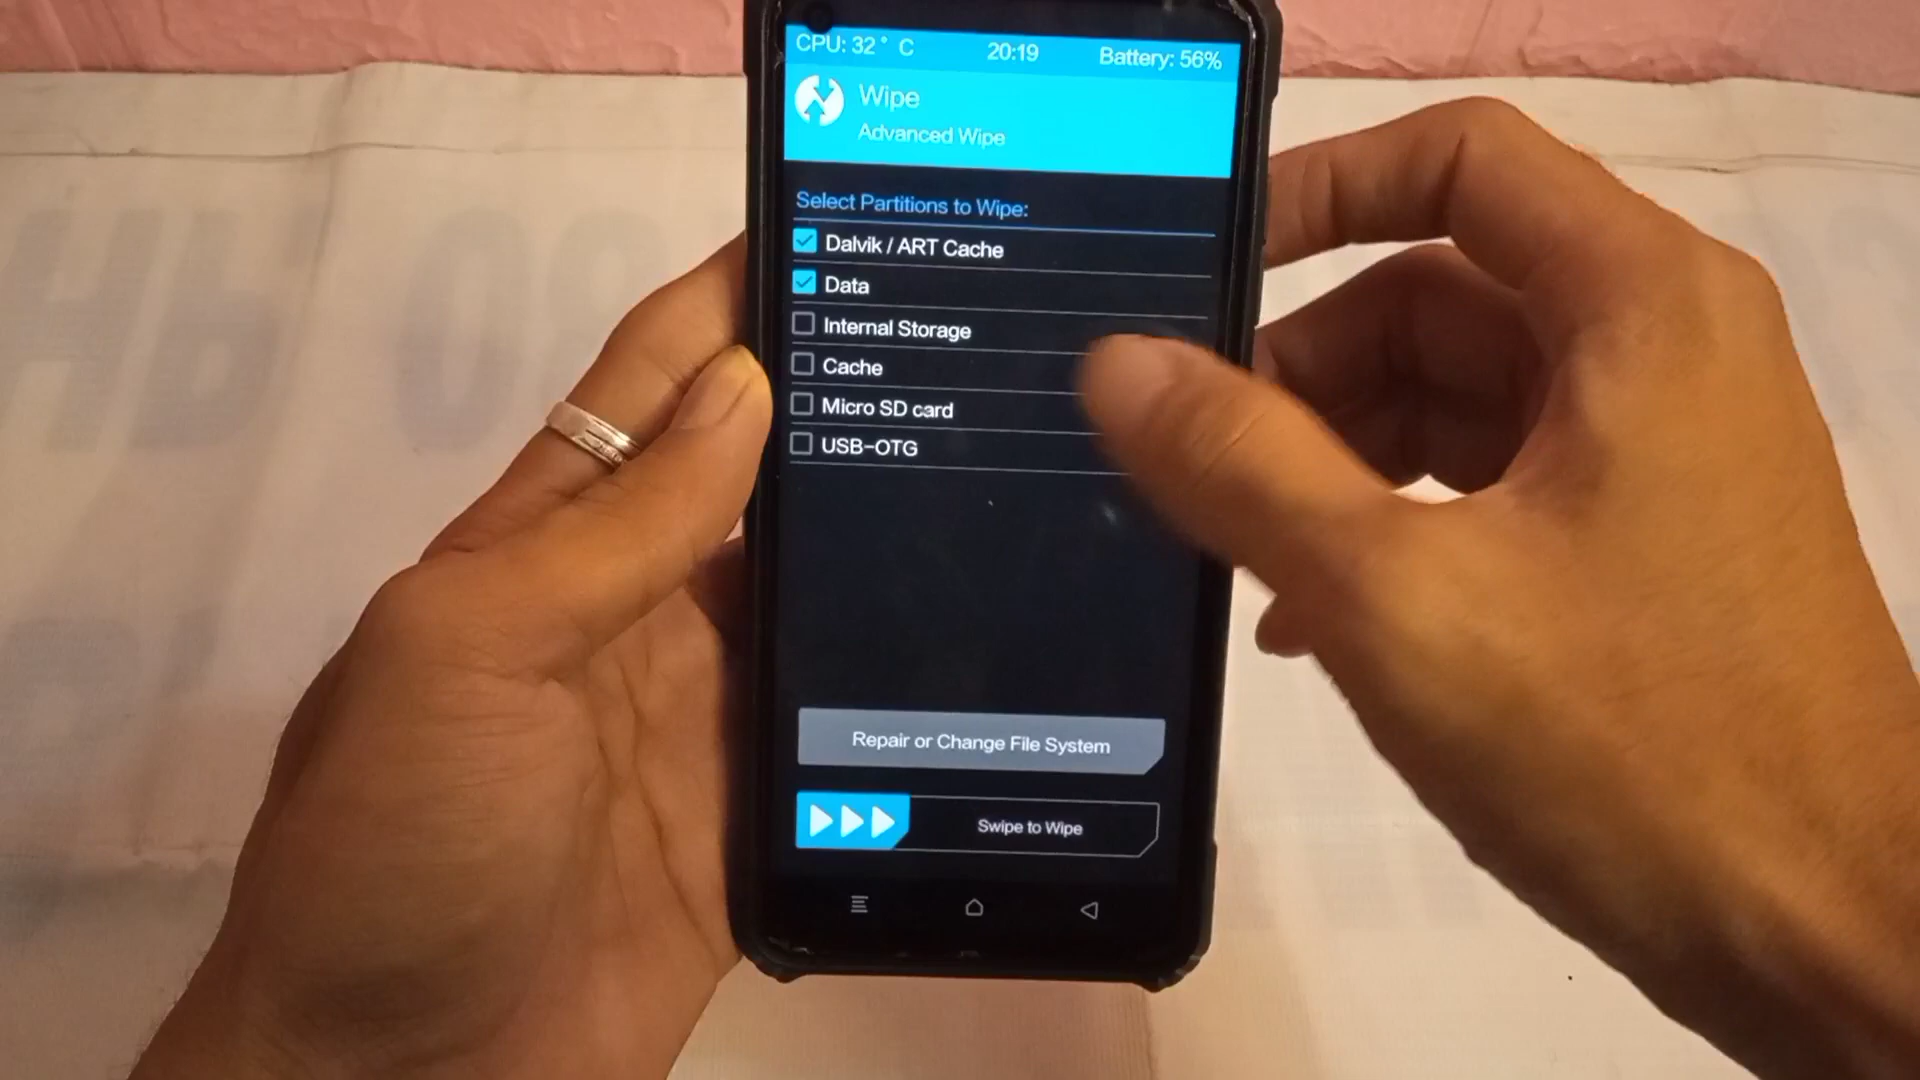 CPU: 32° C 20:19 Battery: 56%
Wipe
Advanced Wipe
Select Partitions to Wipe:
Dalvik / ART Cache
Data
Internal Storage
Cache
Micro SD card
USB-OTG
Repair or Change File System
Swipe to Wipe